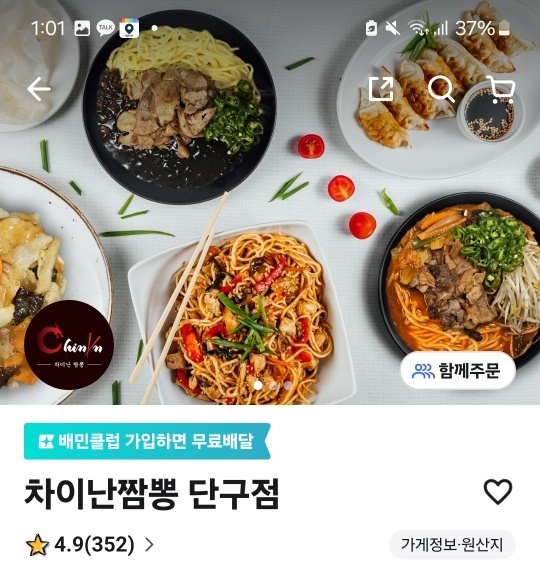 1:01
TALK
37%
Chinan
차이난 짬뽕
함께주문
배민클럽 가입하면 무료배달
차이난짬뽕 단구점
4.9(352)
가게정보·원산지